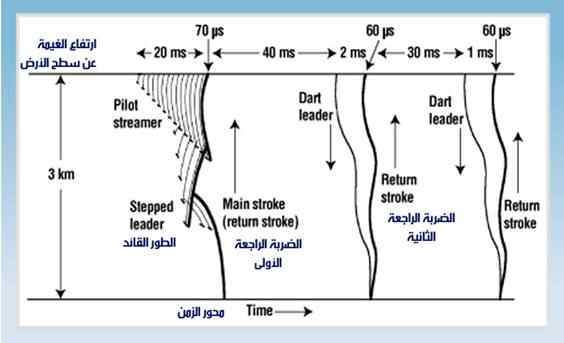 ارتفاع الغيمة
عن سطح الأرض
70 μs
60 μs
60 μs
20 ms
40 ms
2 ms
30 ms
1 ms
Pilot
streamer
Dart
leader
Dart
leader
3 km
Stepped
leader
الطور القائد
Main stroke
(return stroke)
الضربة الراجعة
الأولى
Return
stroke
الضربة الراجعة
الثانية
Return
stroke
محور الزمن
Time